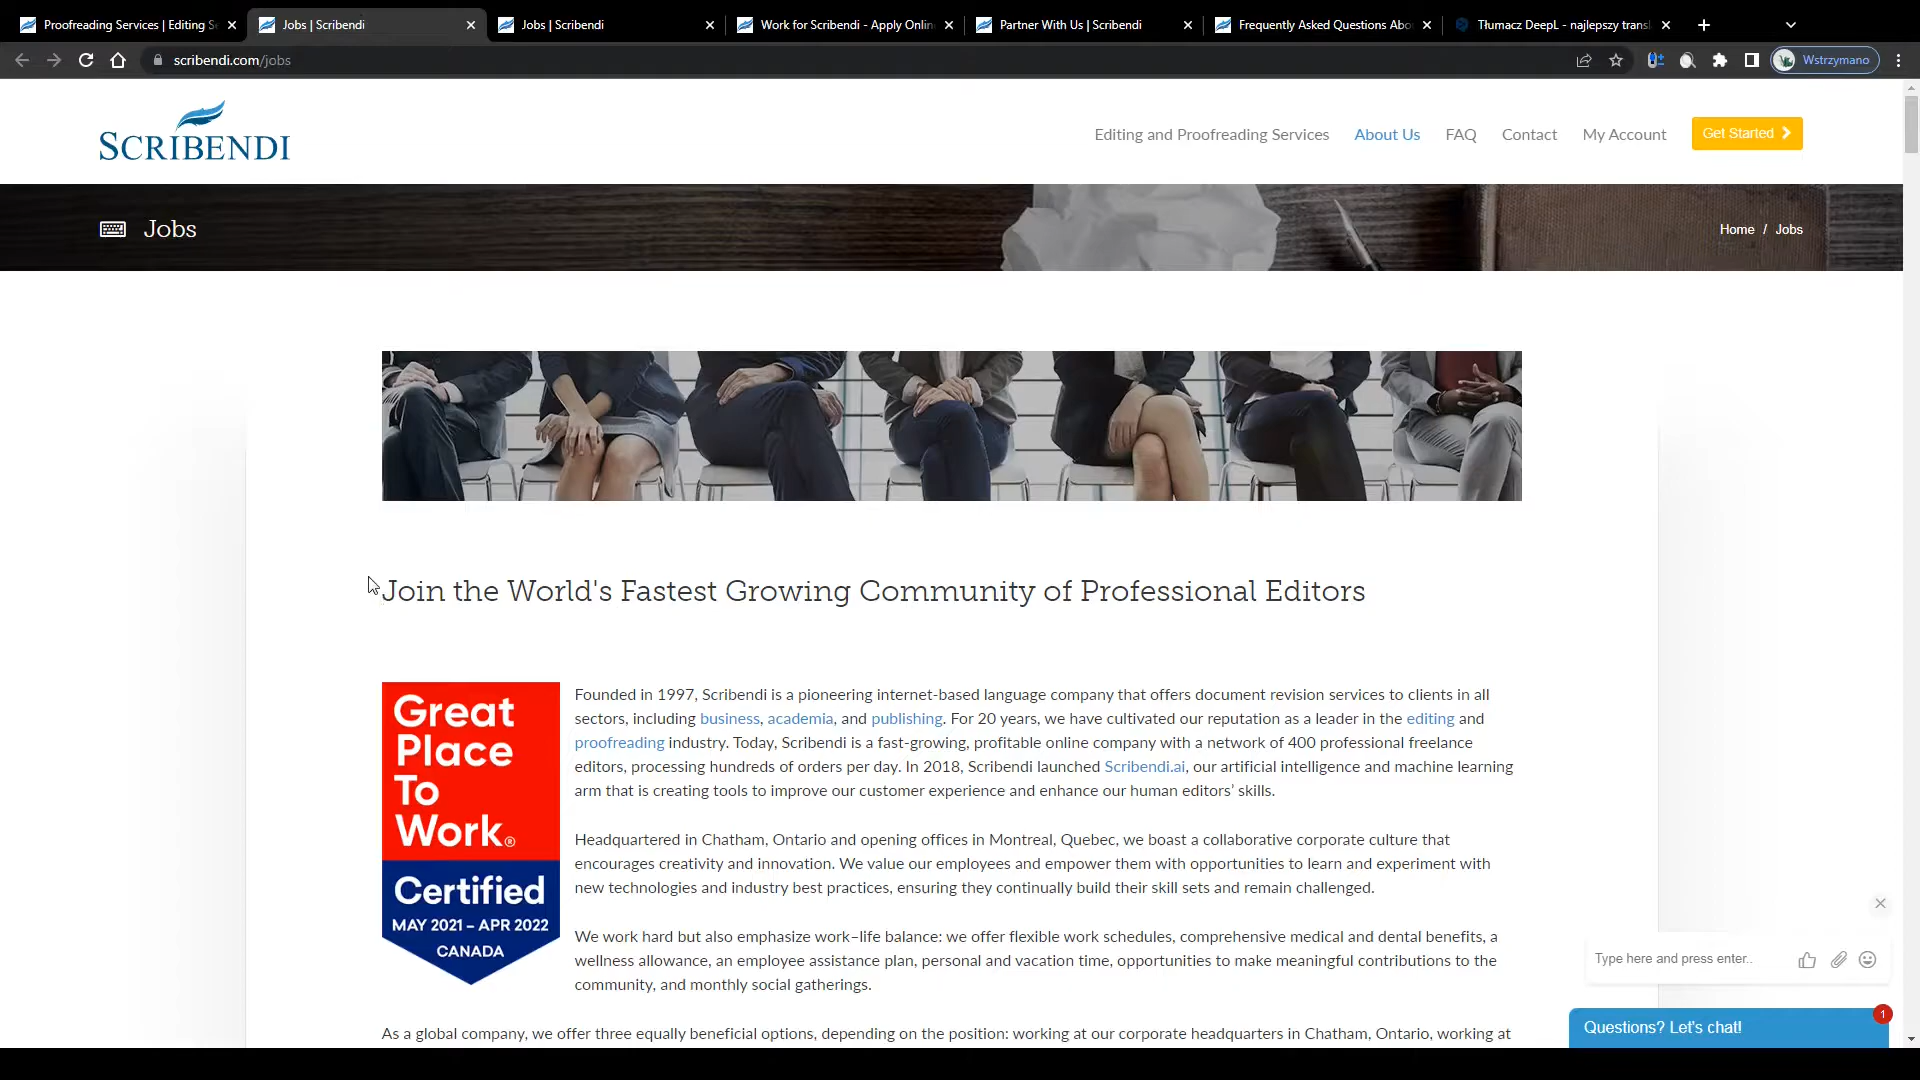 Proofreading Services | Editing S
Jobs | Scribendi
Jobs | Scribendi
Work for Scribendi - Apply Onlin
Partner With Us | Scribendi
Frequently Asked Questions Abo
Tłumacz DeepL - najlepszy transl
scribendi.com/jobs
Wstrzymano
SCRIBENDI
Editing and Proofreading Services
About Us
FAQ
Contact
My Account
Get Started
Jobs
Home / Jobs
Join the World's Fastest Growing Community of Professional Editors
Great
Place
To
Work®
Certified
MAY 2021 – APR 2022
CANADA
Founded in 1997, Scribendi is a pioneering internet-based language company that offers document revision services to clients in all
sectors, including business, academia, and publishing. For 20 years, we have cultivated our reputation as a leader in the editing and
proofreading industry. Today, Scribendi is a fast-growing, profitable online company with a network of 400 professional freelance
editors, processing hundreds of orders per day. In 2018, Scribendi launched Scribendi.ai, our artificial intelligence and machine learning
arm that is creating tools to improve our customer experience and enhance our human editors’ skills.
Headquartered in Chatham, Ontario and opening offices in Montreal, Quebec, we boast a collaborative corporate culture that
encourages creativity and innovation. We value our employees and empower them with opportunities to learn and experiment with
new technologies and industry best practices, ensuring they continually build their skill sets and remain challenged.
We work hard but also emphasize work–life balance: we offer flexible work schedules, comprehensive medical and dental benefits, a
wellness allowance, an employee assistance plan, personal and vacation time, opportunities to make meaningful contributions to the
community, and monthly social gatherings.
As a global company, we offer three equally beneficial options, depending on the position: working at our corporate headquarters in Chatham, Ontario, working at
Type here and press enter..
Questions? Let's chat!
1